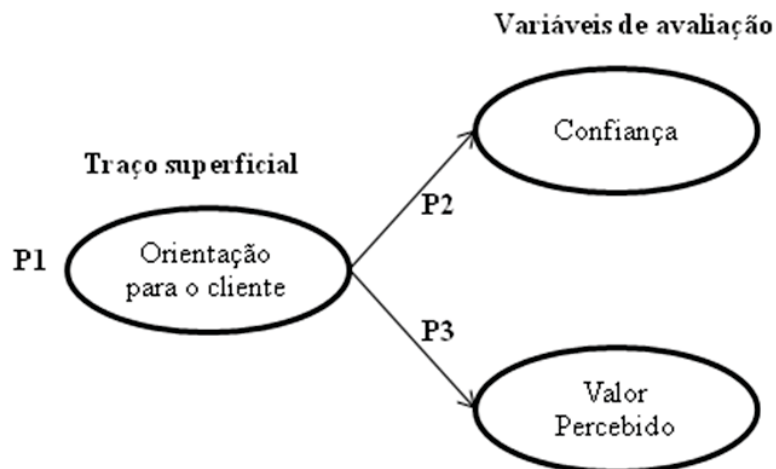 Variáveis de avaliação
Confiança
Traço superficial
P2
P1
Orientação
para o cliente
P3
Valor
Percebido